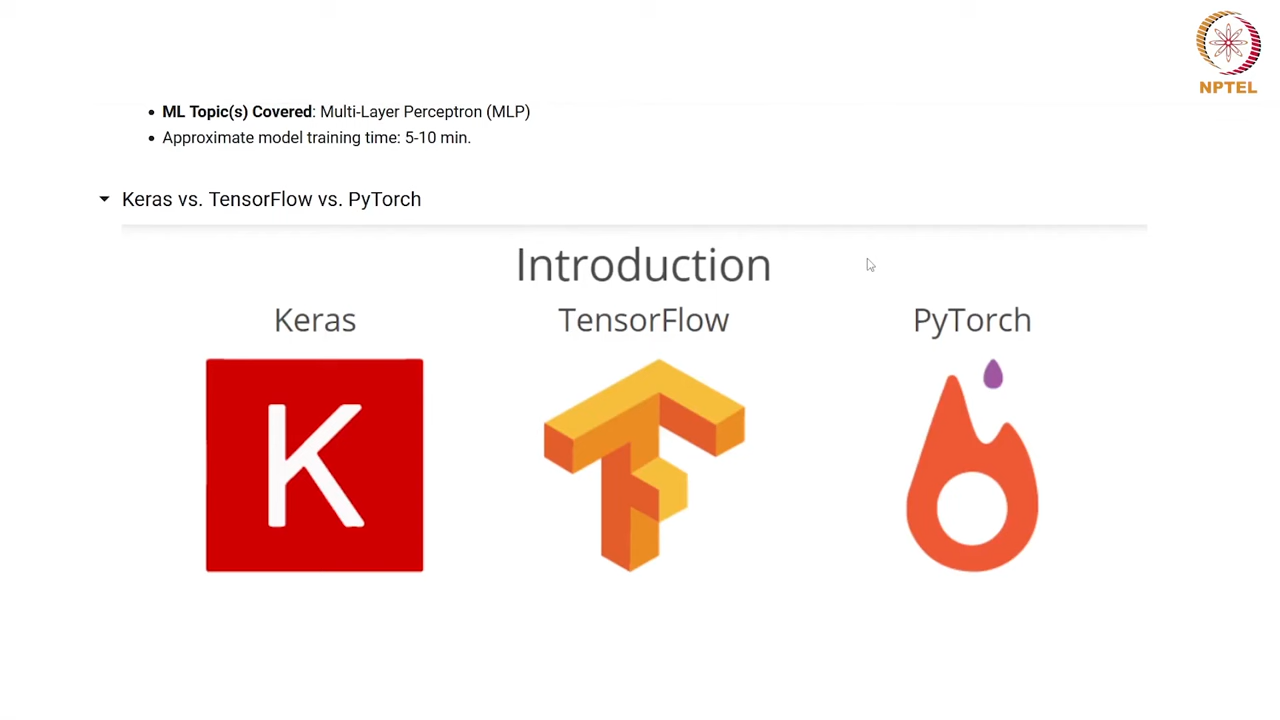 NPTEL
• ML Topic(s) Covered: Multi-Layer Perceptron (MLP)
• Approximate model training time: 5-10 min.
Keras vs. TensorFlow vs. PyTorch
Introduction
Keras TensorFlow PyTorch
K